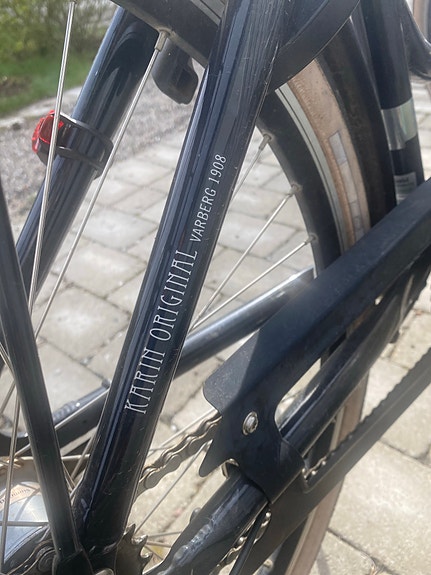 KARIN ORIGINAL VARBERG 1908